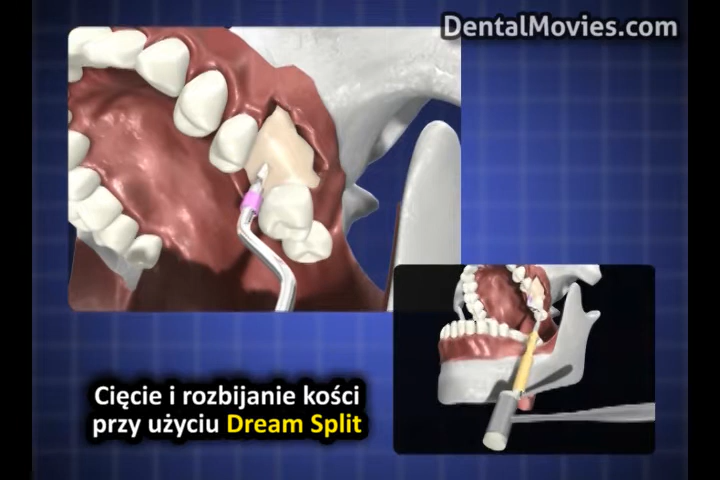 DentalMovies.com
Cięcie i rozbijanie kości
przy użyciu Dream Split